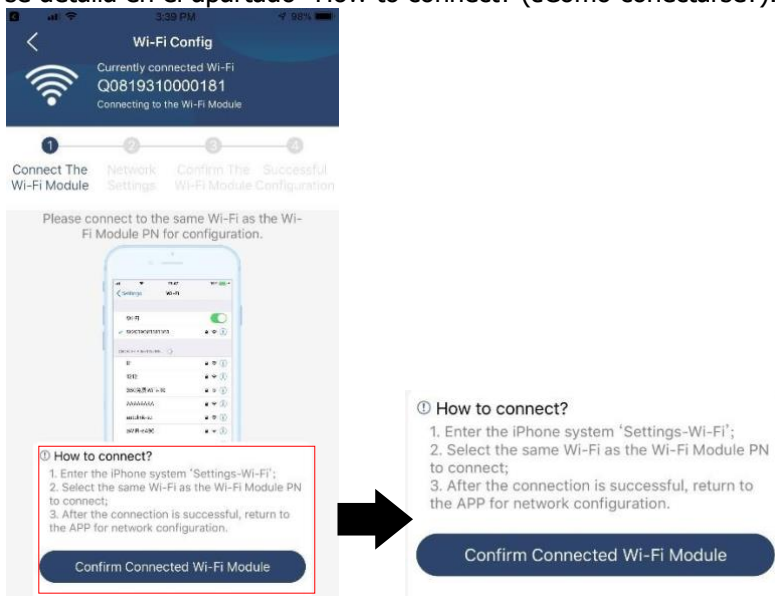 se detalla en el apartado "How to connect? (¿Cómo conectarse?).
3:39 PM 98%
Wi-Fi Config
Currently connected Wi-Fi
Q0819310000181
Connecting to the Wi-Fi Module
1 2 3 4
Connect The Network Confirm The Successful
Wi-Fi Module Settings Wi-Fi Module Configuration
Please connect to the same Wi-Fi as the Wi-
Fi Module PN for configuration.
Settings Wi-Fi
Wi-Fi
AAAAAAAA
① How to connect?
1. Enter the iPhone system ‘Settings-Wi-Fi’;
2. Select the same Wi-Fi as the Wi-Fi Module PN
to connect;
3. After the connection is successful, return to
the APP for network configuration.
Confirm Connected Wi-Fi Module
① How to connect?
1. Enter the iPhone system ‘Settings-Wi-Fi’;
2. Select the same Wi-Fi as the Wi-Fi Module PN
to connect;
3. After the connection is successful, return to
the APP for network configuration.
Confirm Connected Wi-Fi Module